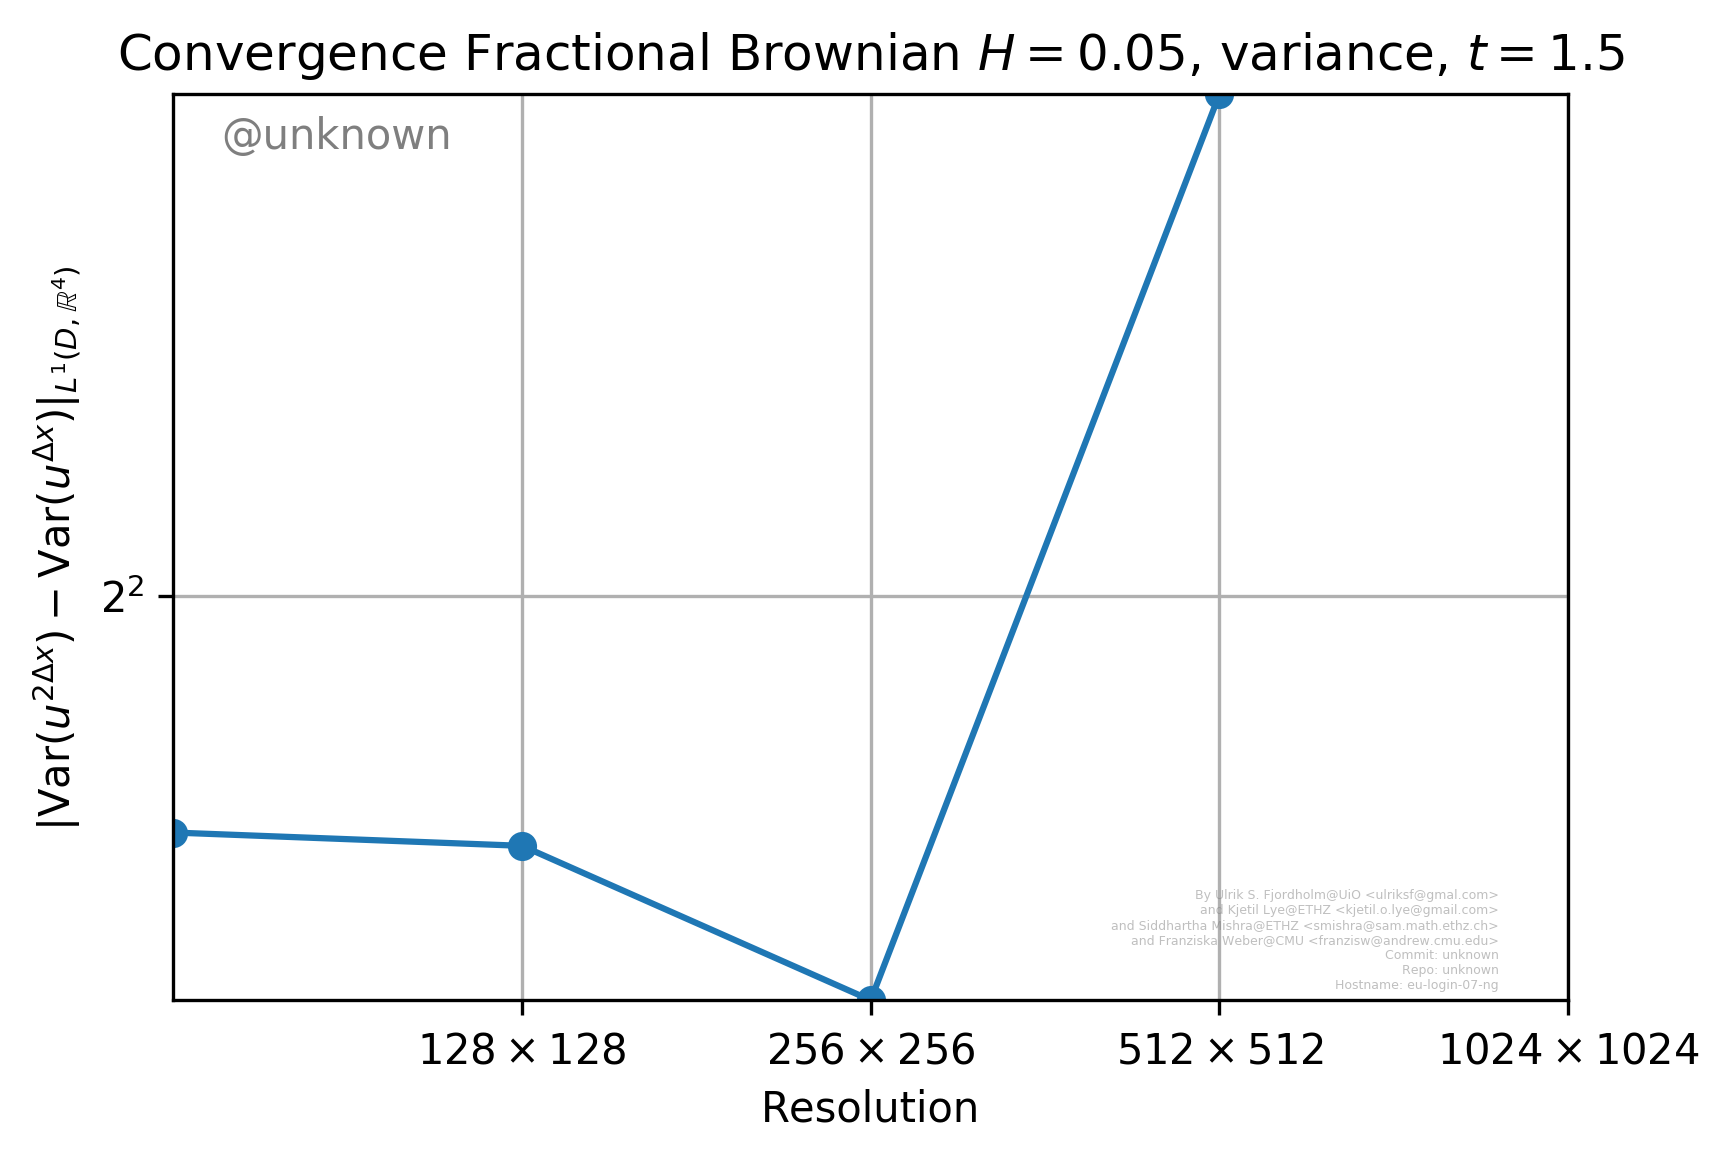 Convergence Fractional Brownian H = 0.05, variance, t = 1.5
@unknown
|Var(u^{2Δx}) − Var(u^{Δx})|_{L^1(D, ℝ^4)}
2²
By Ulrik S. Fjordholm@UiO <ulriksf@gmal.com>
and Kjetil Lye@ETHZ <kjetil.o.lye@gmail.com>
and Siddhartha Mishra@ETHZ <smishra@sam.math.ethz.ch>
and Franziska Weber@CMU <franzisw@andrew.cmu.edu>
Commit: unknown
Repo: unknown
Hostname: eu-login-07-ng
128 × 128
256 × 256
512 × 512
1024 × 1024
Resolution